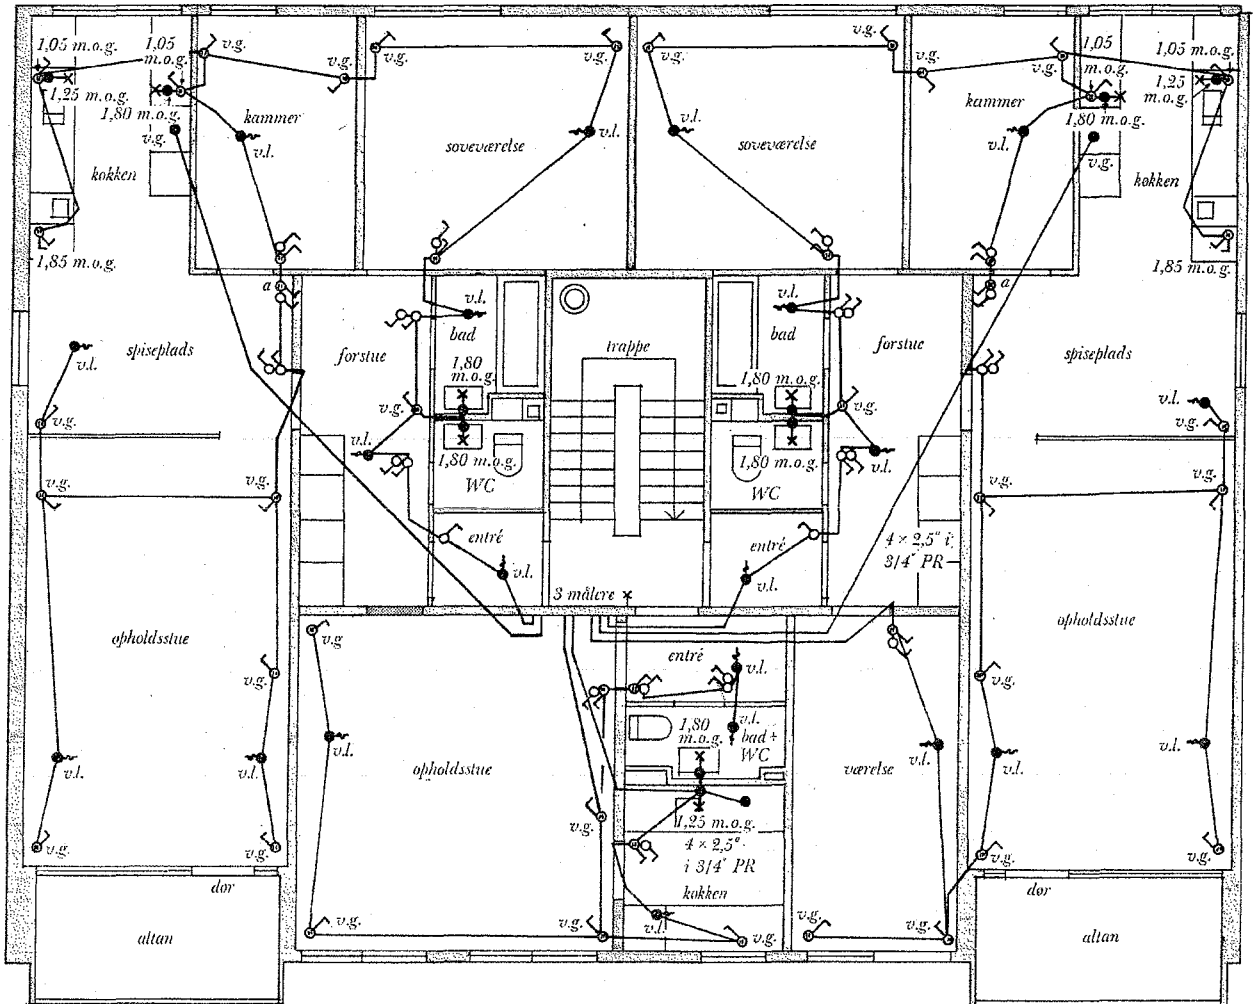 1,05 m.o.g.
1,05
m.o.g.
v.g.
v.g.
v.g.
v.g.
v.g.
v.g.
1,05
m.o.g.
1,05 m.o.g.
1,25 m.o.g.
1,25
m.o.g.
1,80 m.o.g.
v.g.
kammer
v.l.
v.l.
v.l.
kammer
v.l.
1,80 m.o.g.
v.g.
soveværelse
soveværelse
køkken
køkken
1,85 m.o.g.
1,85 m.o.g.
a
a
v.l.
v.l.
bad
bad
spiseplads
forstue
trappe
forstue
spiseplads
v.l.
1,80
m.o.g.
1,80 m.o.g.
v.l.
v.g.
v.g.
v.g.
v.g.
v.g.
v.l.
1,80 m.o.g.
1,80 m.o.g.
v.l.
WC
WC
v.g.
v.g.
v.g.
v.g.
entré
entré
4 × 2,5" i
3/4" PR
v.l.
v.l.
3 målere
opholdsstue
v.g
opholdsstue
entré
v.l.
v.g.
v.g.
1,80
m.o.g.
v.l.
bad +
WC
v.l.
v.l.
v.l.
opholdsstue
værelse
v.l.
v.l.
v.l.
v.g.
1,25 m.o.g.
4 × 2,5"
i 3/4" PR
v.g.
v.g.
v.g.
v.g.
dør
køkken
dør
v.g.
v.g.
v.l.
v.g.
v.g.
v.g.
altan
altan